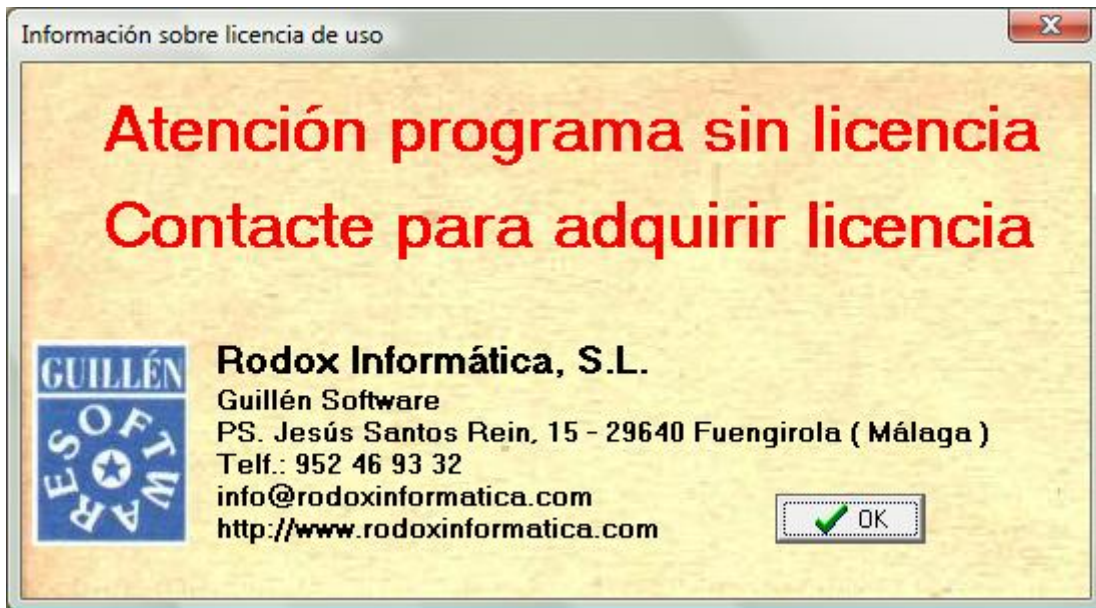 Información sobre licencia de uso
Atención programa sin licencia
Contacte para adquirir licencia
GUILLÉN
SOFTWARE
Rodox Informática, S.L.
Guillén Software
PS. Jesús Santos Rein, 15 - 29640 Fuengirola ( Málaga )
Telf.: 952 46 93 32
info@rodoxinformatica.com
http://www.rodoxinformatica.com
OK